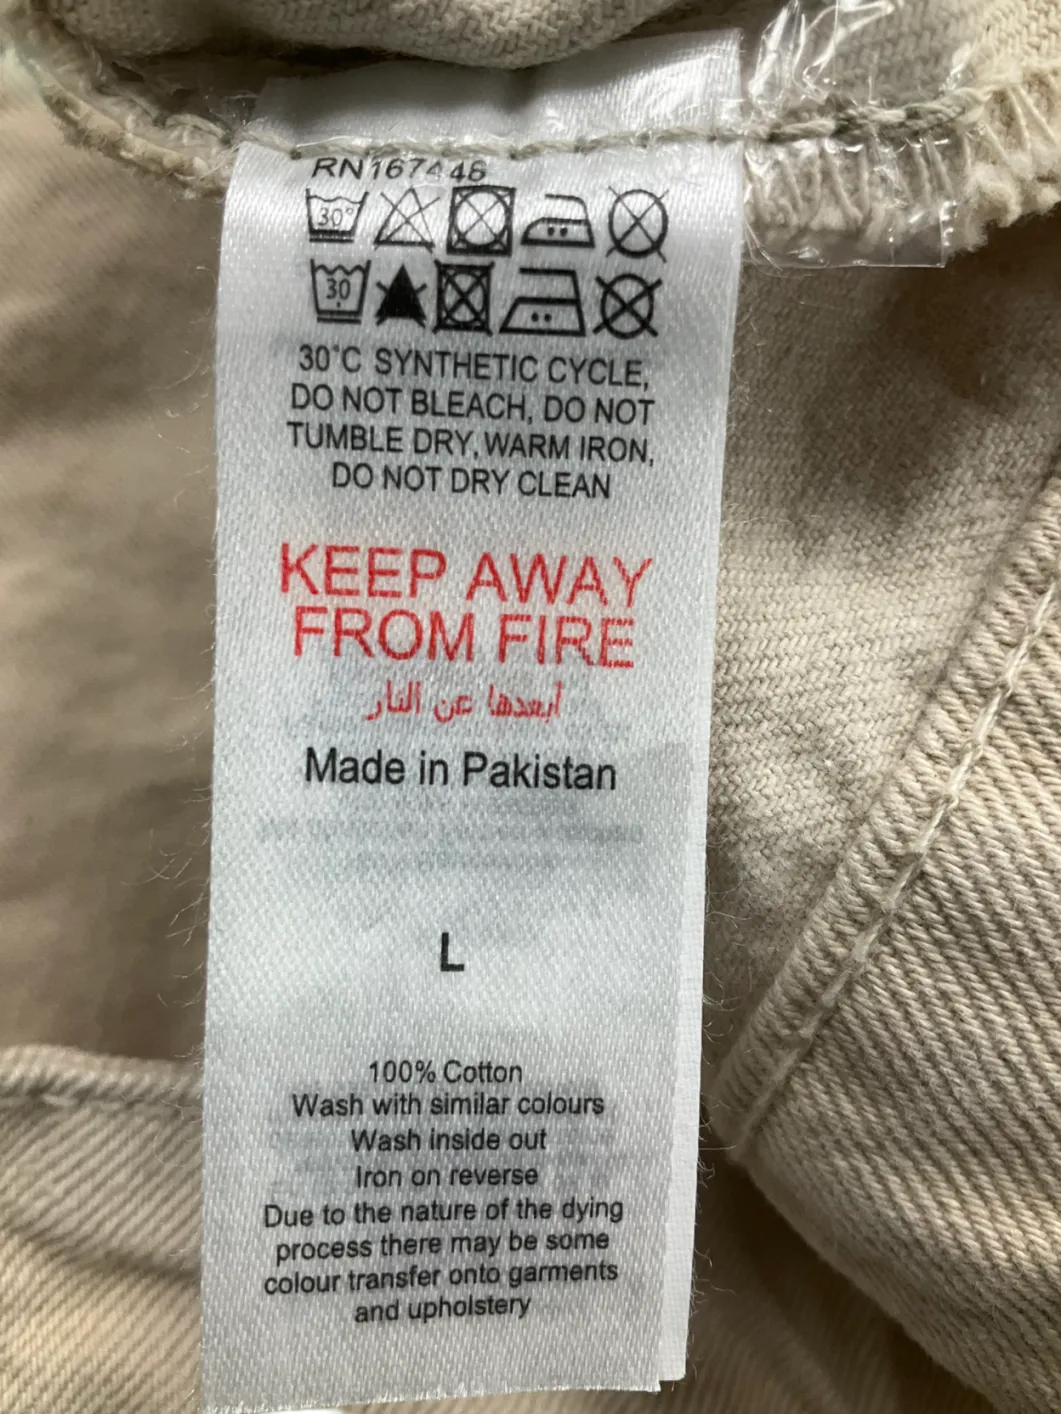 RN167446
30°
30
30°C SYNTHETIC CYCLE,
DO NOT BLEACH, DO NOT
TUMBLE DRY, WARM IRON,
DO NOT DRY CLEAN
KEEP AWAY
FROM FIRE
أبعدها عن النار
Made in Pakistan
L
100% Cotton
Wash with similar colours
Wash inside out
Iron on reverse
Due to the nature of the dying
process there may be some
colour transfer onto garments
and upholstery